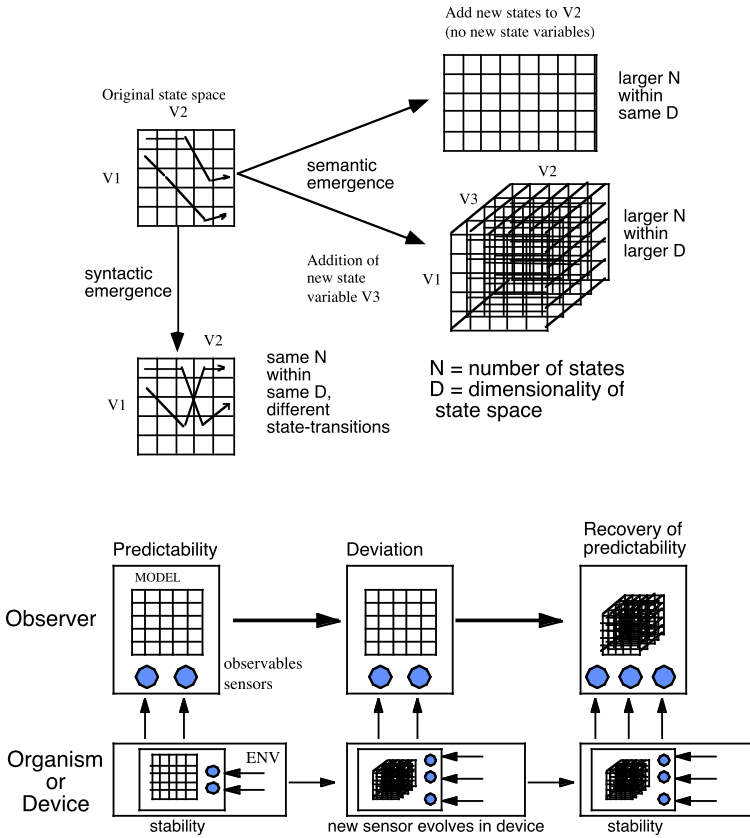 Add new states to V2
(no new state variables)
larger N
within
same D
Original state space
V2
V1
semantic
emergence
V2
V3
V1
larger N
within
larger D
Addition of
new state
variable V3
syntactic
emergence
V2
V1
same N
within
same D,
different
state-transitions
N = number of states
D = dimensionality of
state space
Predictability
Deviation
Recovery of
predictability
MODEL
Observer
observables
sensors
Organism
or
Device
ENV
stability
new sensor evolves in device
stability